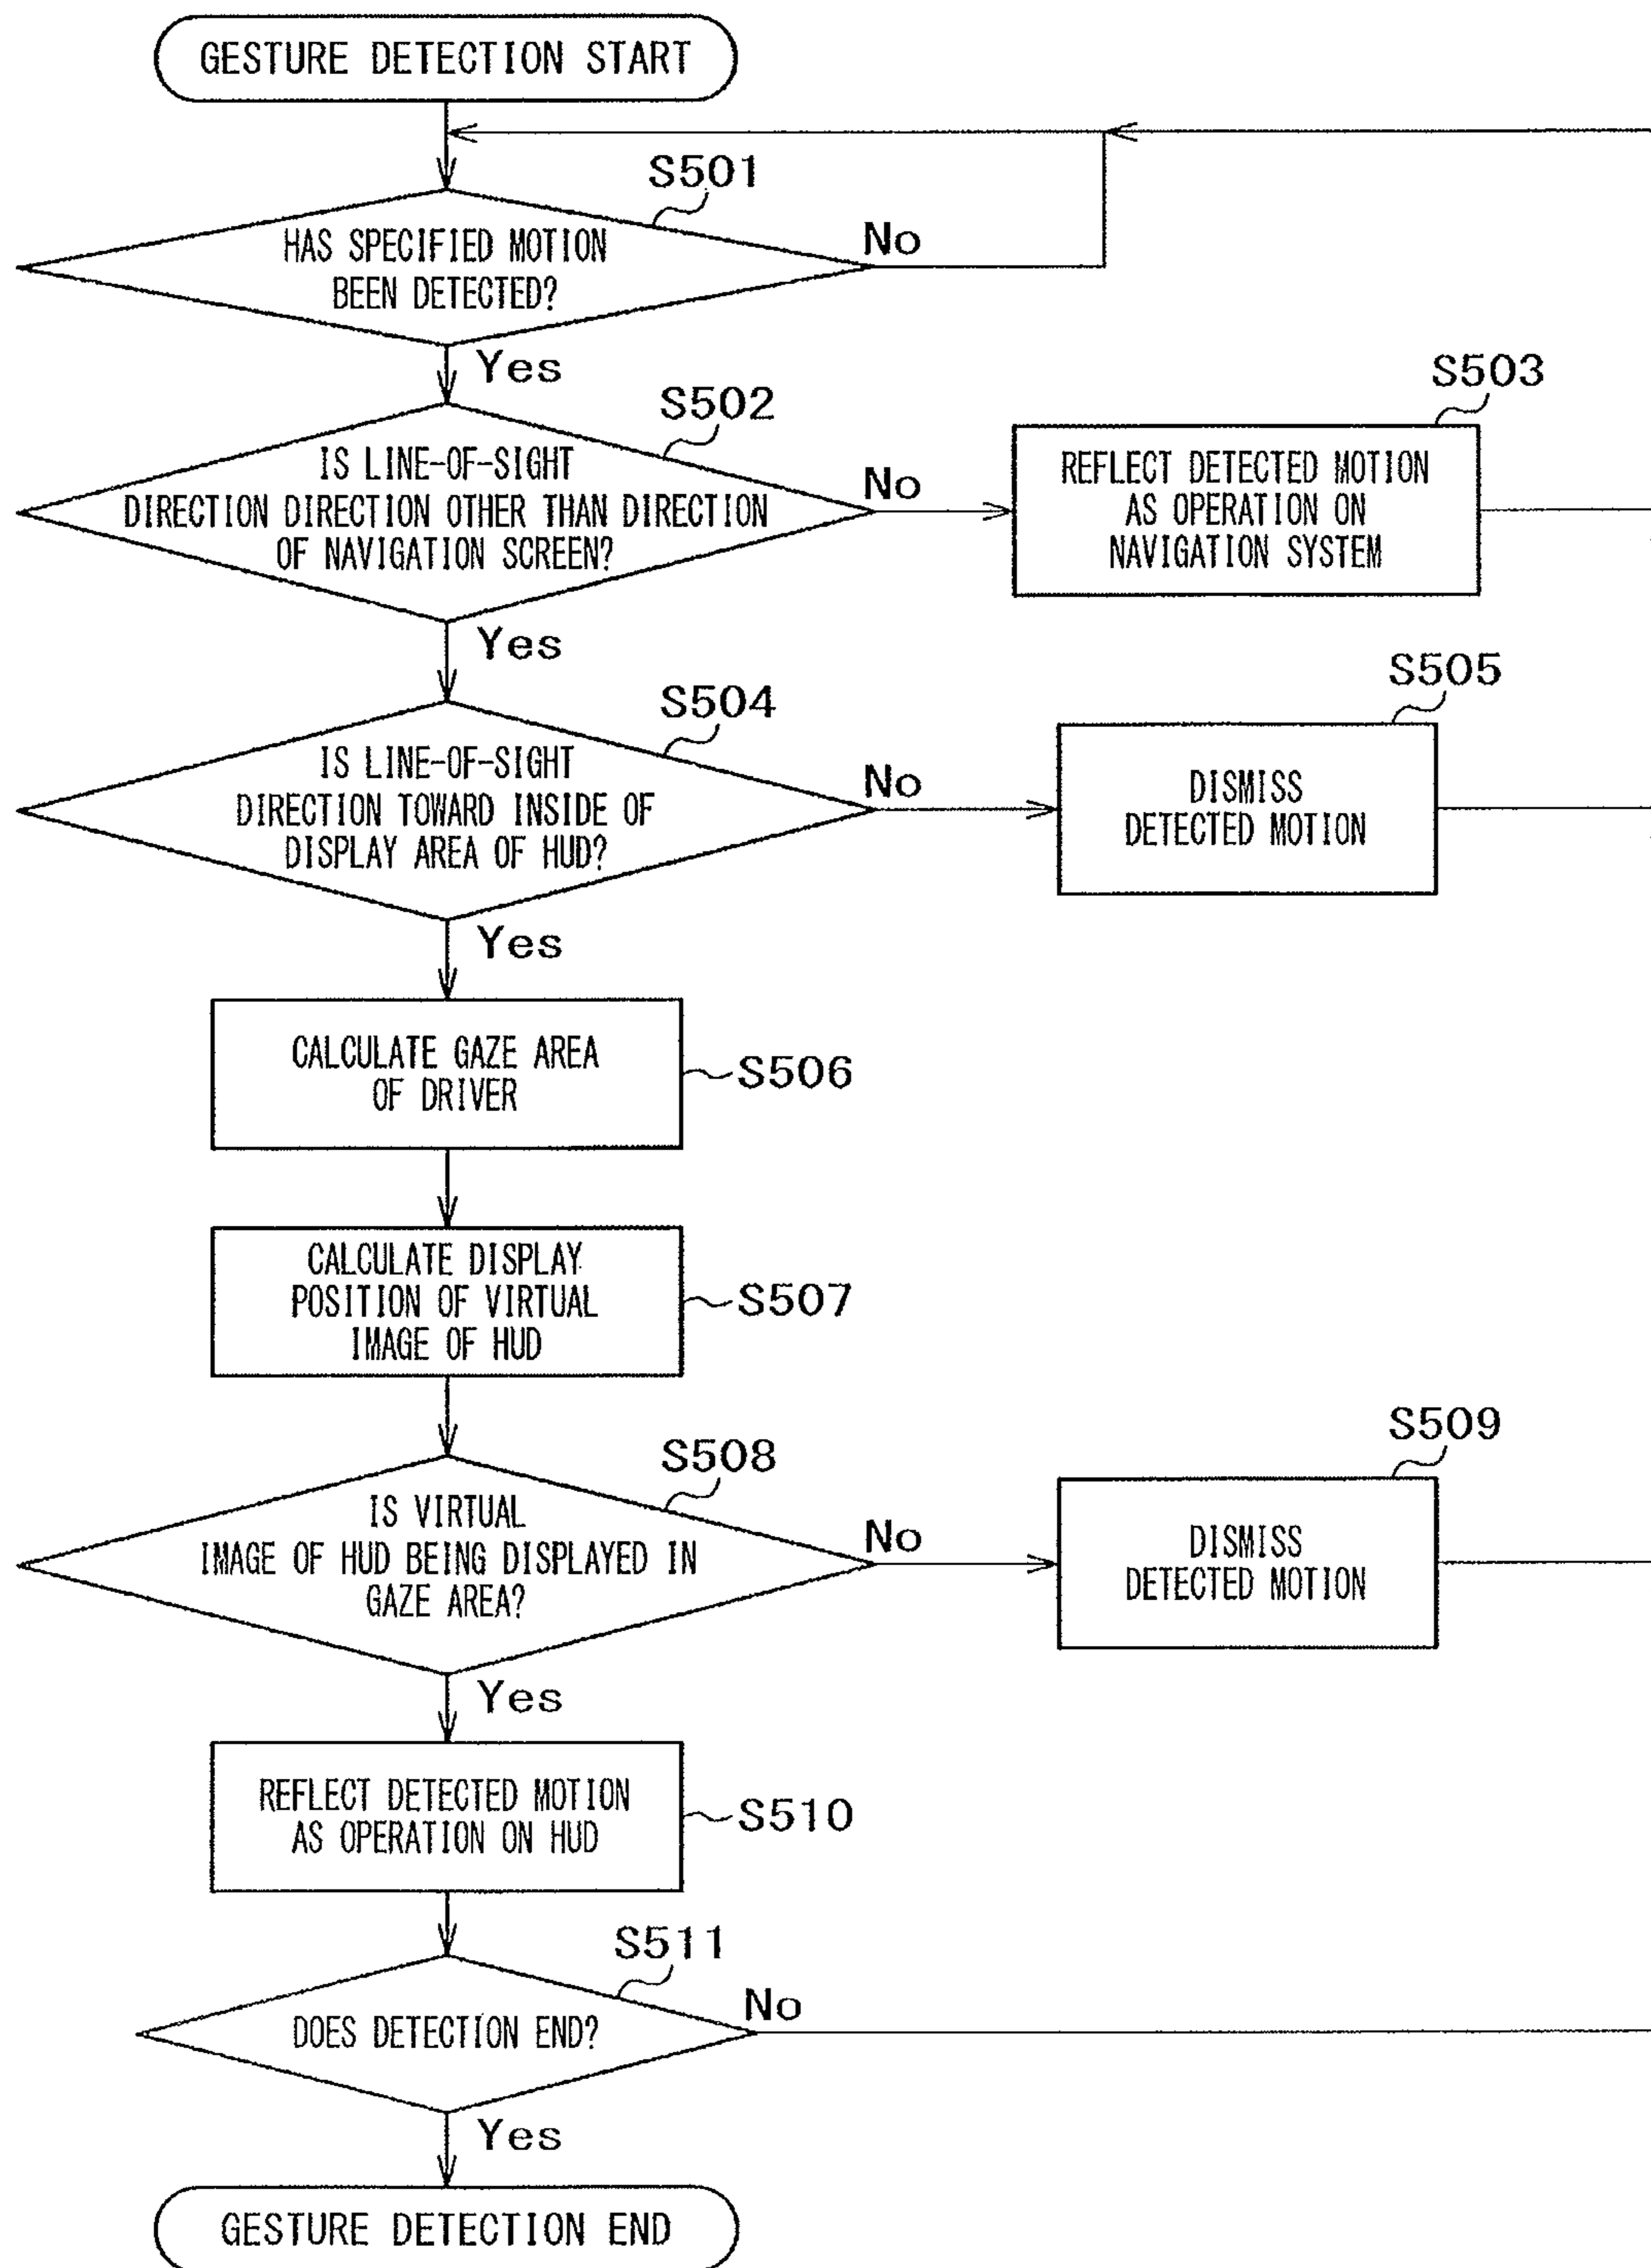 GESTURE DETECTION START
S501
HAS SPECIFIED MOTION
BEEN DETECTED?
No
Yes
S502
IS LINE-OF-SIGHT
DIRECTION DIRECTION OTHER THAN DIRECTION
OF NAVIGATION SCREEN?
No
S503
REFLECT DETECTED MOTION
AS OPERATION ON
NAVIGATION SYSTEM
Yes
S504
IS LINE-OF-SIGHT
DIRECTION TOWARD INSIDE OF
DISPLAY AREA OF HUD?
No
S505
DISMISS
DETECTED MOTION
Yes
CALCULATE GAZE AREA
OF DRIVER
S506
CALCULATE DISPLAY
POSITION OF VIRTUAL
IMAGE OF HUD
S507
S508
IS VIRTUAL
IMAGE OF HUD BEING DISPLAYED IN
GAZE AREA?
No
S509
DISMISS
DETECTED MOTION
Yes
REFLECT DETECTED MOTION
AS OPERATION ON HUD
S510
S511
DOES DETECTION END?
No
Yes
GESTURE DETECTION END